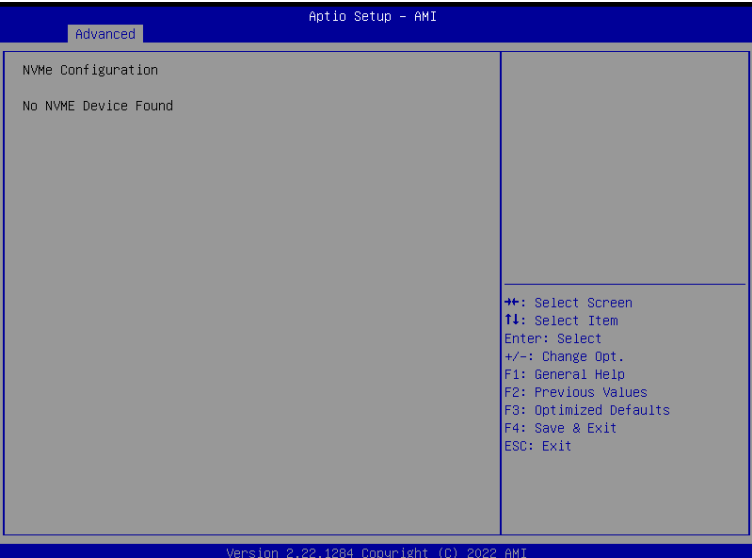 Aptio Setup – AMI
Advanced
NVMe Configuration
No NVME Device Found
→←: Select Screen
↑↓: Select Item
Enter: Select
+/-: Change Opt.
F1: General Help
F2: Previous Values
F3: Optimized Defaults
F4: Save & Exit
ESC: Exit
Version 2.22.1284 Copyright (C) 2022 AMI